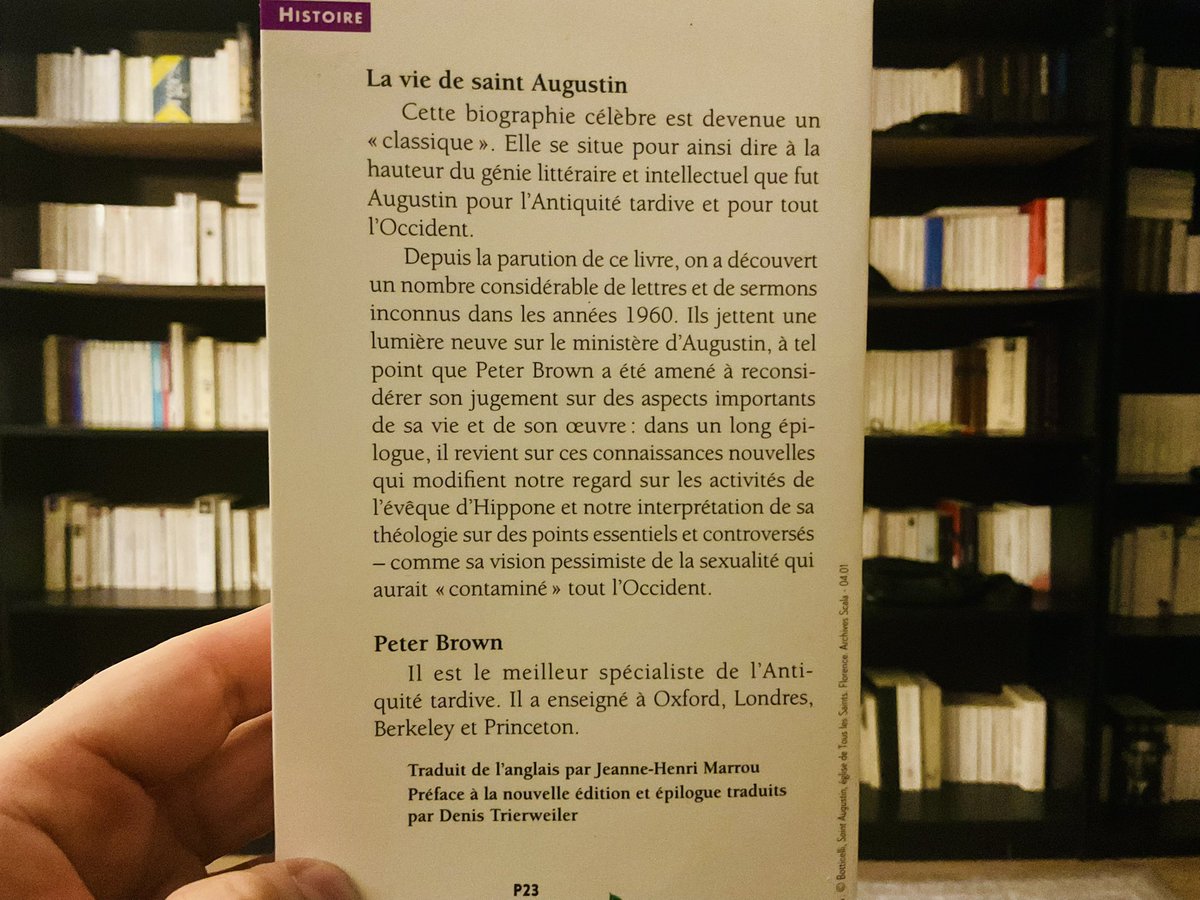 HISTOIRE
La vie de saint Augustin
Cette biographie célèbre est devenue un
« classique ». Elle se situe pour ainsi dire à la
hauteur du génie littéraire et intellectuel que fut
Augustin pour l'Antiquité tardive et pour tout
l'Occident.
Depuis la parution de ce livre, on a découvert
un nombre considérable de lettres et de sermons
inconnus dans les années 1960. Ils jettent une
lumière neuve sur le ministère d'Augustin, à tel
point que Peter Brown a été amené à reconsi-
dérer son jugement sur des aspects importants
de sa vie et de son œuvre : dans un long épi-
logue, il revient sur ces connaissances nouvelles
qui modifient notre regard sur les activités de
l'évêque d'Hippone et notre interprétation de sa
théologie sur des points essentiels et controversés
– comme sa vision pessimiste de la sexualité qui
aurait « contaminé » tout l'Occident.
Peter Brown
Il est le meilleur spécialiste de l'Anti-
quité tardive. Il a enseigné à Oxford, Londres,
Berkeley et Princeton.
Traduit de l'anglais par Jeanne-Henri Marrou
Préface à la nouvelle édition et épilogue traduits
par Denis Trierweiler
P23
© Botticelli, Saint Augustin, église de Tous les Saints. Florence. Archives Scala - 04.01